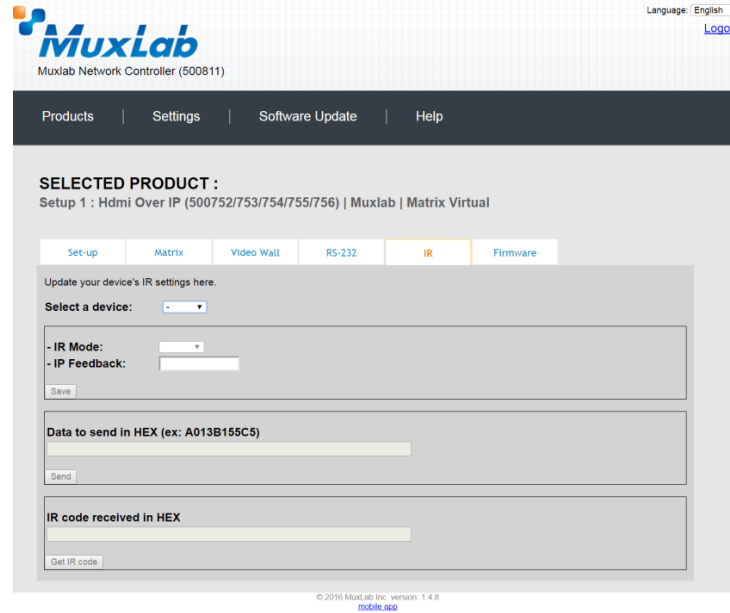 Language: English
Logo
MuxLab
Muxlab Network Controller (500811)
Products | Settings | Software Update | Help
SELECTED PRODUCT :
Setup 1 : Hdmi Over IP (500752/753/754/755/756) | Muxlab | Matrix Virtual
Set-up Matrix Video Wall RS-232 IR Firmware
Update your device's IR settings here.
Select a device: -
- IR Mode:
- IP Feedback:
Save
Data to send in HEX (ex: A013B155C5)
Send
IR code received in HEX
Get IR code
© 2016 MuxLab Inc. version: 1.4.8
mobile app